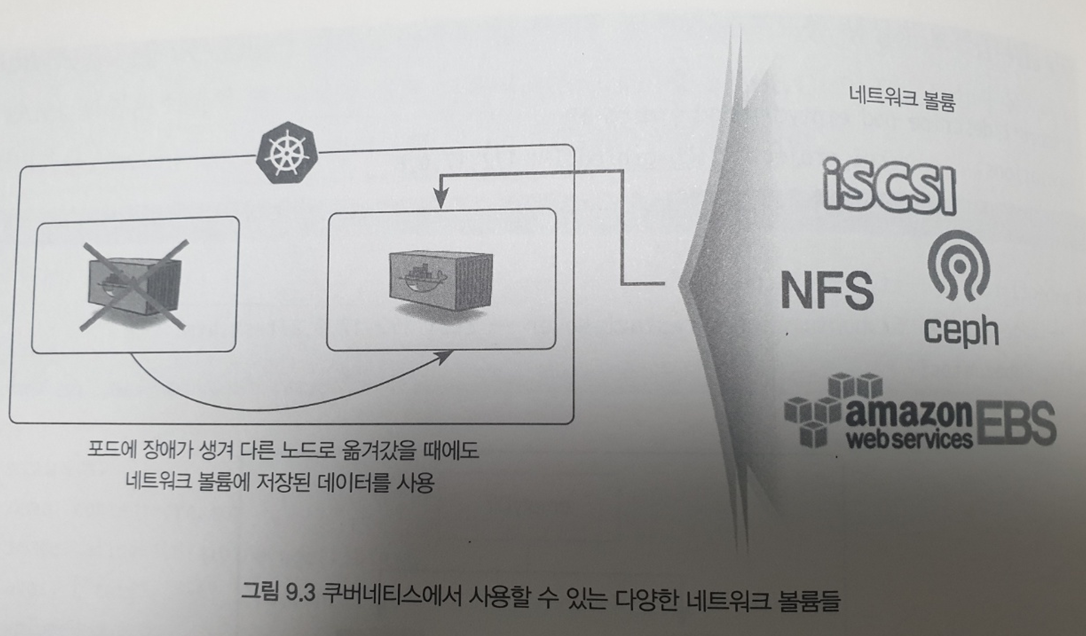 네트워크 볼륨
iSCSI
NFS
ceph
amazon
webservices
EBS
포드에 장애가 생겨 다른 노드로 옮겨갔을 때에도
네트워크 볼륨에 저장된 데이터를 사용
그림 9.3 쿠버네티스에서 사용할 수 있는 다양한 네트워크 볼륨들